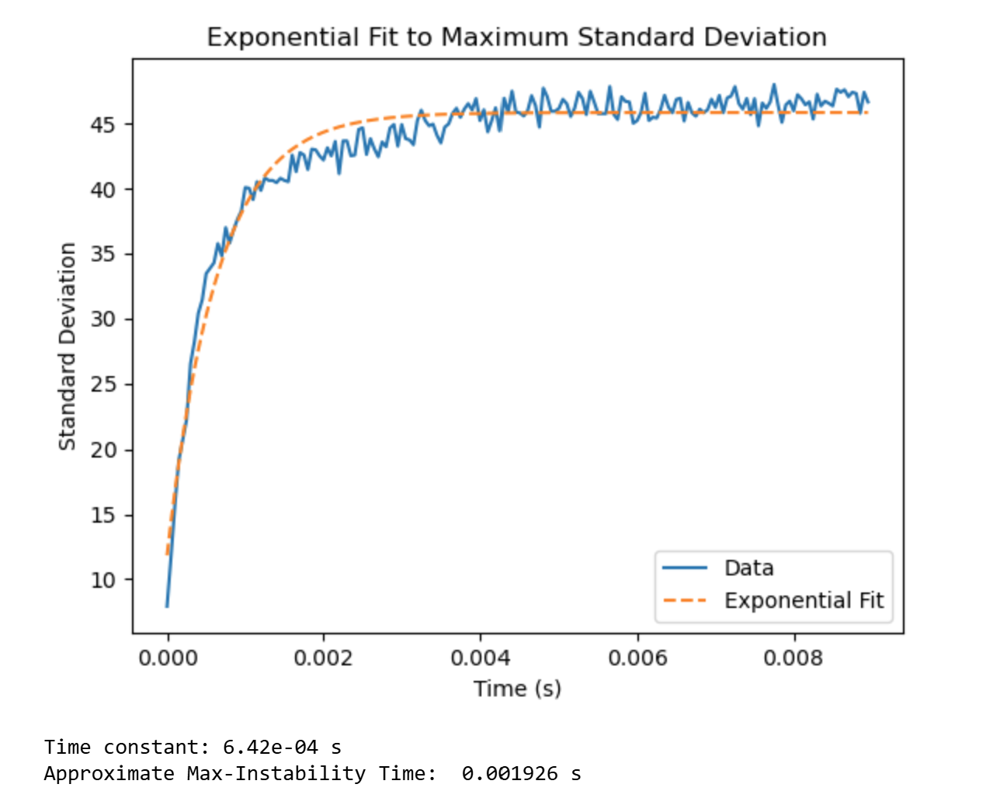 Exponential Fit to Maximum Standard Deviation
45
40
35
30
25
20
15
10
Standard Deviation
Data
Exponential Fit
0.000 0.002 0.004 0.006 0.008
Time (s)
Time constant: 6.42e-04 s
Approximate Max-Instability Time:  0.001926 s